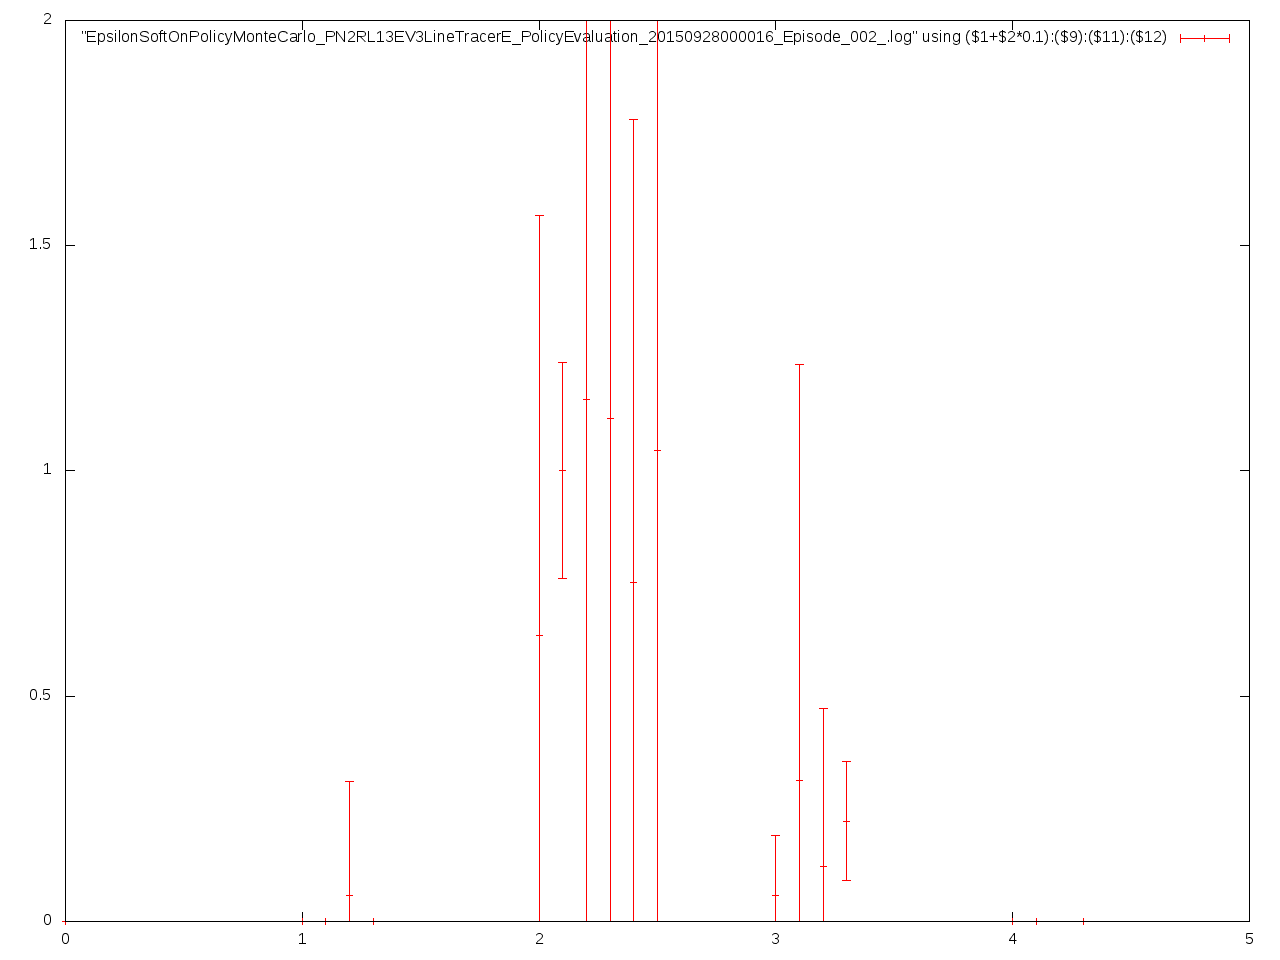 2
"EpsilonSoftOnPolicyMonteCarlo_PN2RL13EV3LineTracerE_PolicyEvaluation_20150928000016_Episode_002_.log" using ($1+$2*0.1):($9):($11):($12)
1.5
1
0.5
0
0 1 2 3 4 5